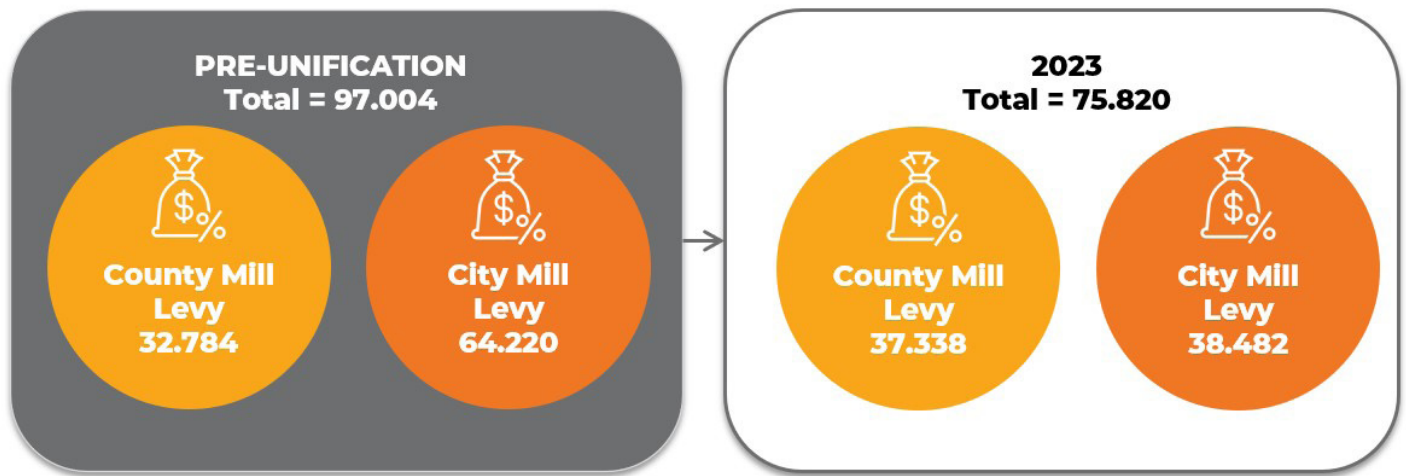 PRE-UNIFICATION
Total = 97.004
$%
County Mill
Levy
32.784
$%
City Mill
Levy
64.220
2023
Total = 75.820
$%
County Mill
Levy
37.338
$%
City Mill
Levy
38.482